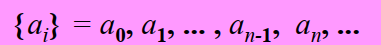 {aᵢ} = a₀, a₁, ... , aₙ₋₁, aₙ, ...